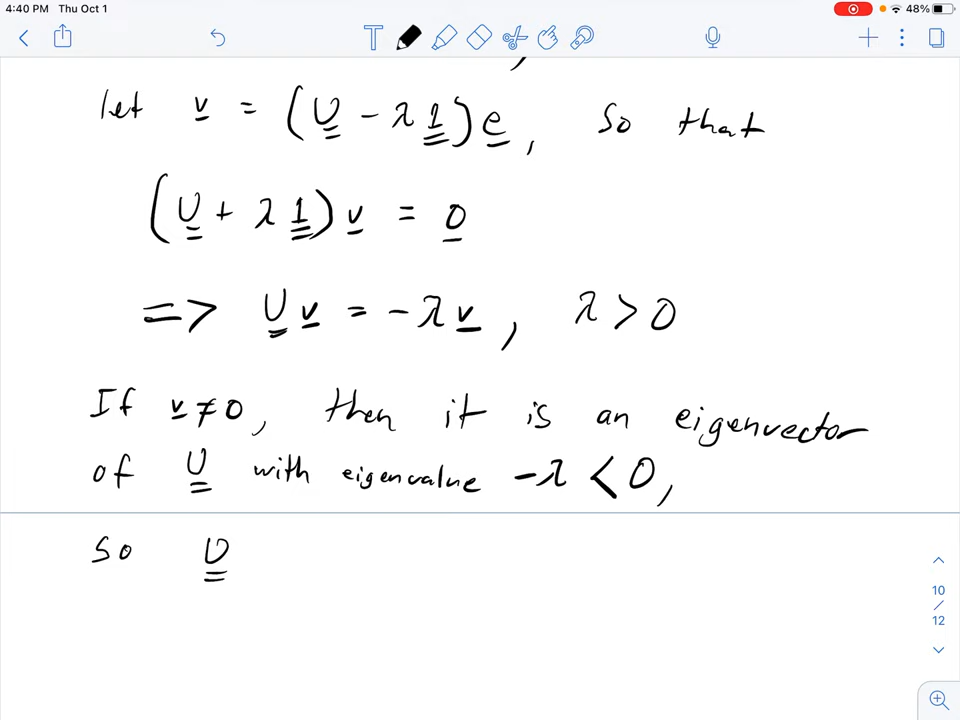 4:40 PM Thu Oct 1 48%
T
let v = (U - λ1)e, so that
(U + λ1)v = 0
=> Uv = -λv, λ > 0
If v ≠ 0, then it is an eigenvector
of U with eigenvalue -λ < 0,
so U
10
/
12